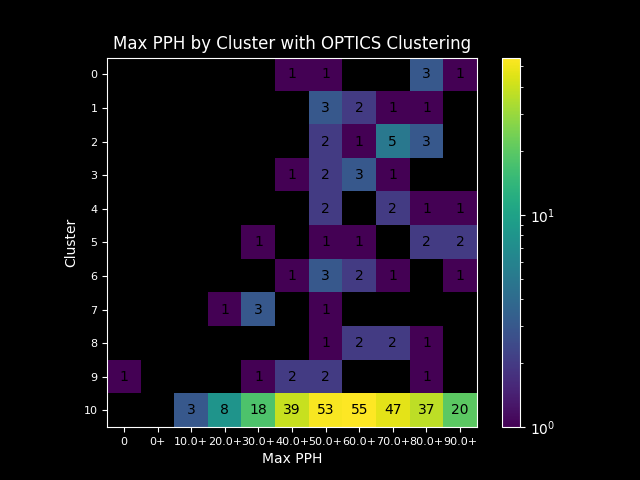 Max PPH by Cluster with OPTICS Clustering
0 1 1 3 1
1 3 2 1 1
2 2 1 5 3
3 1 2 3 1
4 2 2 1 1
5 1 1 1 2 2
6 1 3 2 1 1
7 1 3 1
8 1 2 2 1
9 1 1 2 2 1
10 3 8 18 39 53 55 47 37 20
0 0+ 10.0+ 20.0+ 30.0+ 40.0+ 50.0+ 60.0+ 70.0+ 80.0+ 90.0+
Max PPH
Cluster
10¹
10⁰